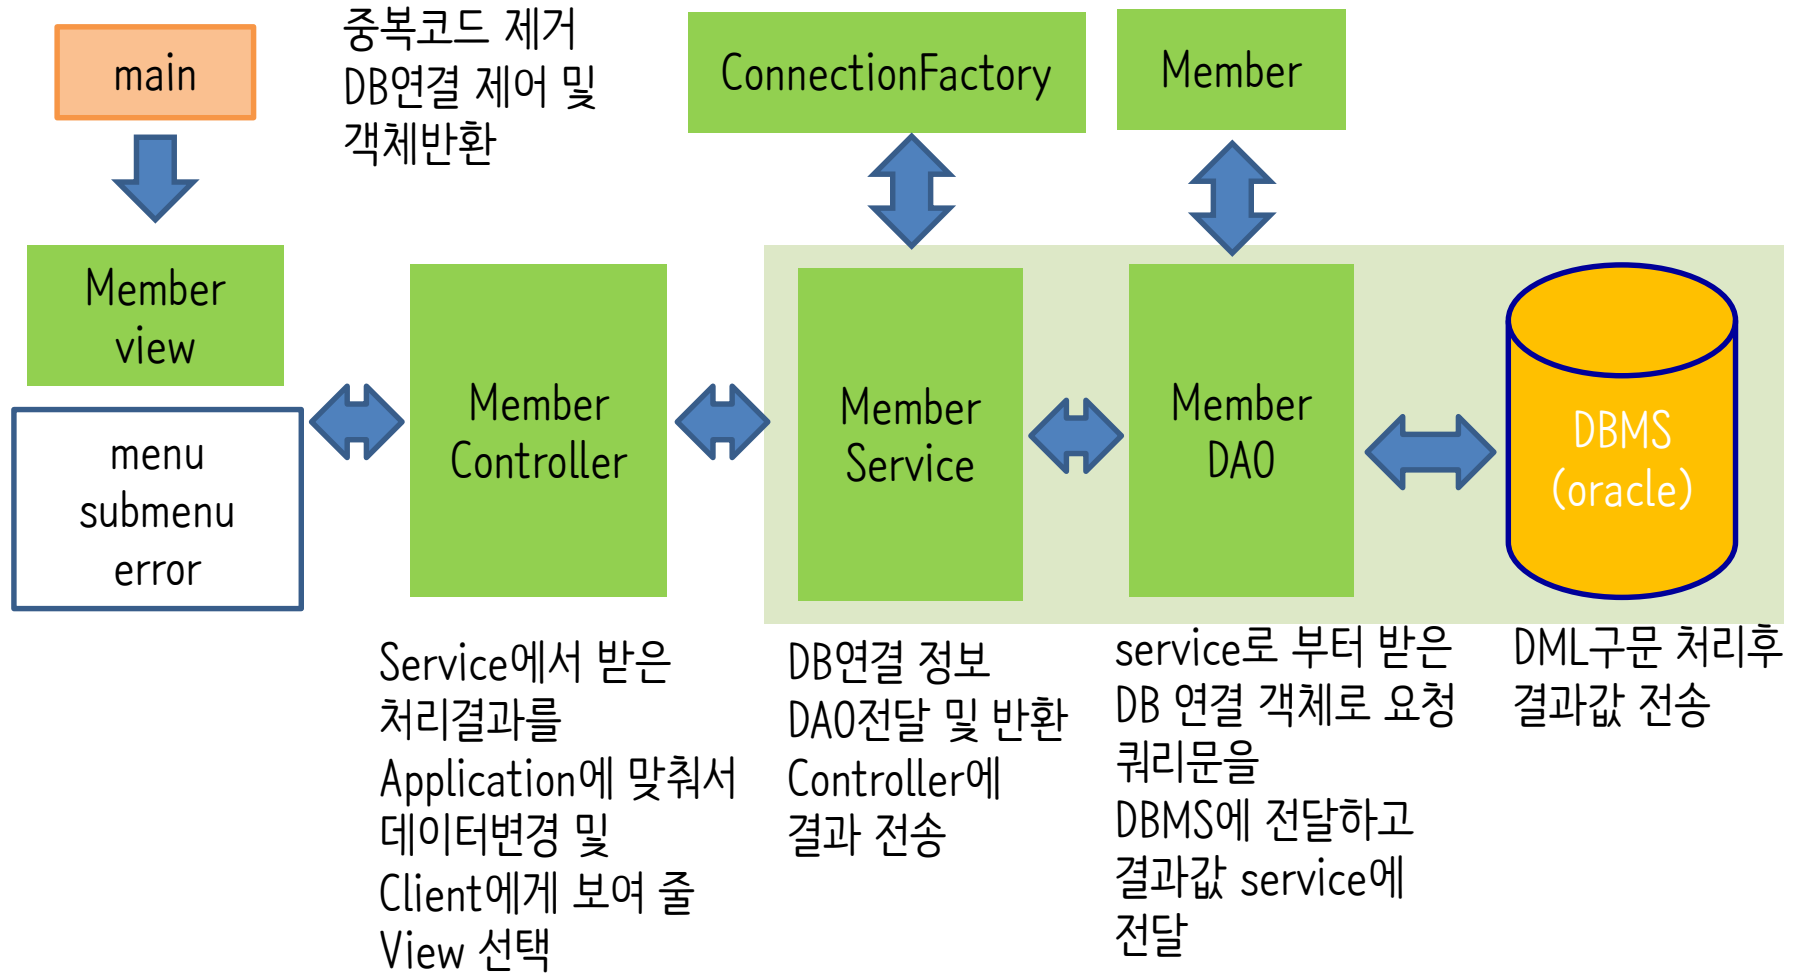 main
중복코드 제거
DB연결 제어 및
객체반환
ConnectionFactory
Member
Member
view
menu
submenu
error
Member
Controller
Member
Service
Member
DAO
DBMS
(oracle)
Service에서 받은
처리결과를
Application에 맞춰서
데이터변경 및
Client에게 보여 줄
View 선택
DB연결 정보
DAO전달 및 반환
Controller에
결과 전송
service로 부터 받은
DB 연결 객체로 요청
쿼리문을
DBMS에 전달하고
결과값 service에
전달
DML구문 처리후
결과값 전송